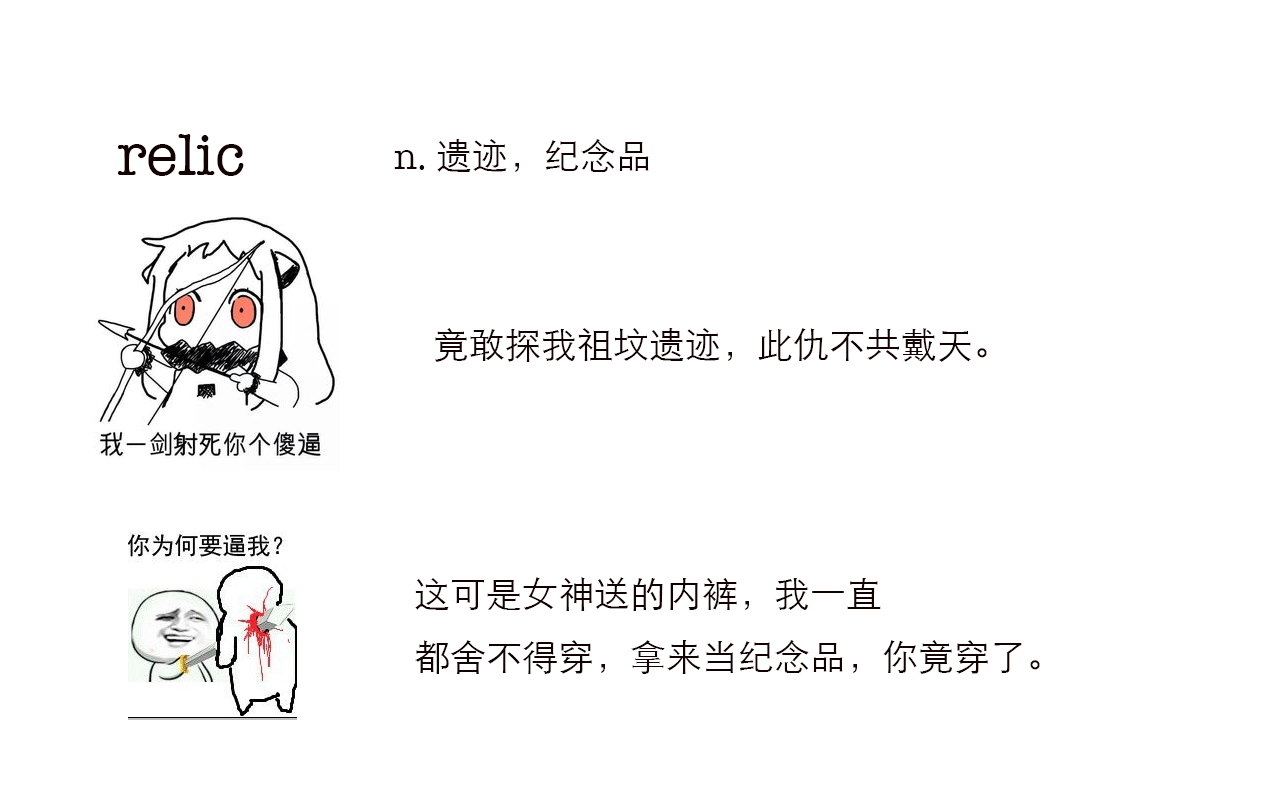 relic
n. 遗迹，纪念品
竟敢探我祖坟遗迹，此仇不共戴天。
我一剑射死你个傻逼
你为何要逼我？
这可是女神送的内裤，我一直
都舍不得穿，拿来当纪念品，你竟穿了。